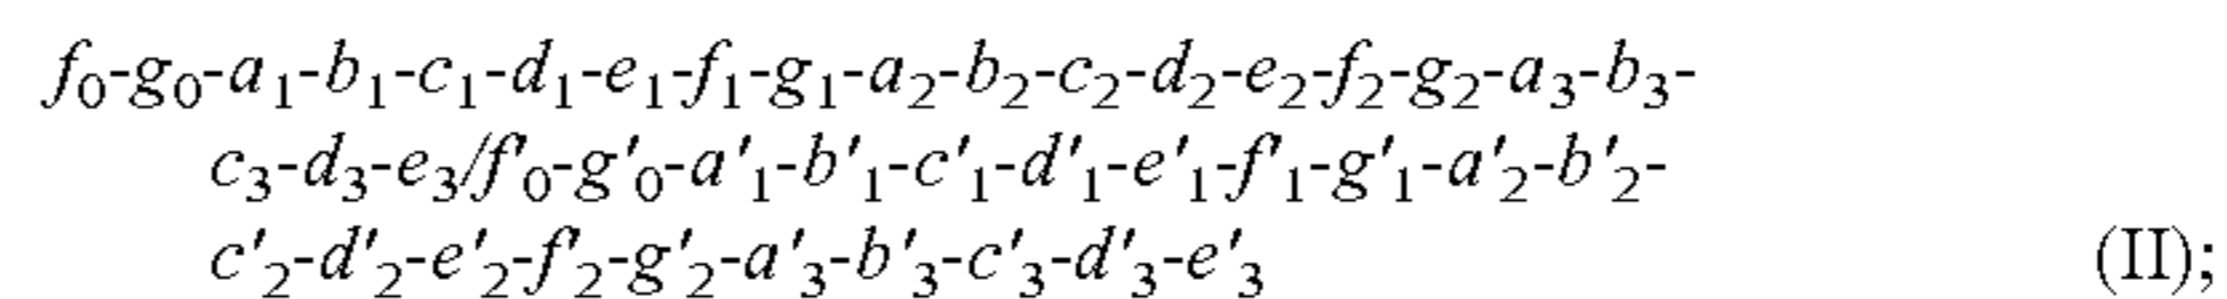 f₀-g₀-a₁-b₁-c₁-d₁-e₁-f₁-g₁-a₂-b₂-c₂-d₂-e₂-f₂-g₂-a₃-b₃-
c₃-d₃-e₃/f'₀-g'₀-a'₁-b'₁-c'₁-d'₁-e'₁-f'₁-g'₁-a'₂-b'₂-
c'₂-d'₂-e'₂-f'₂-g'₂-a'₃-b'₃-c'₃-d'₃-e'₃ (II);